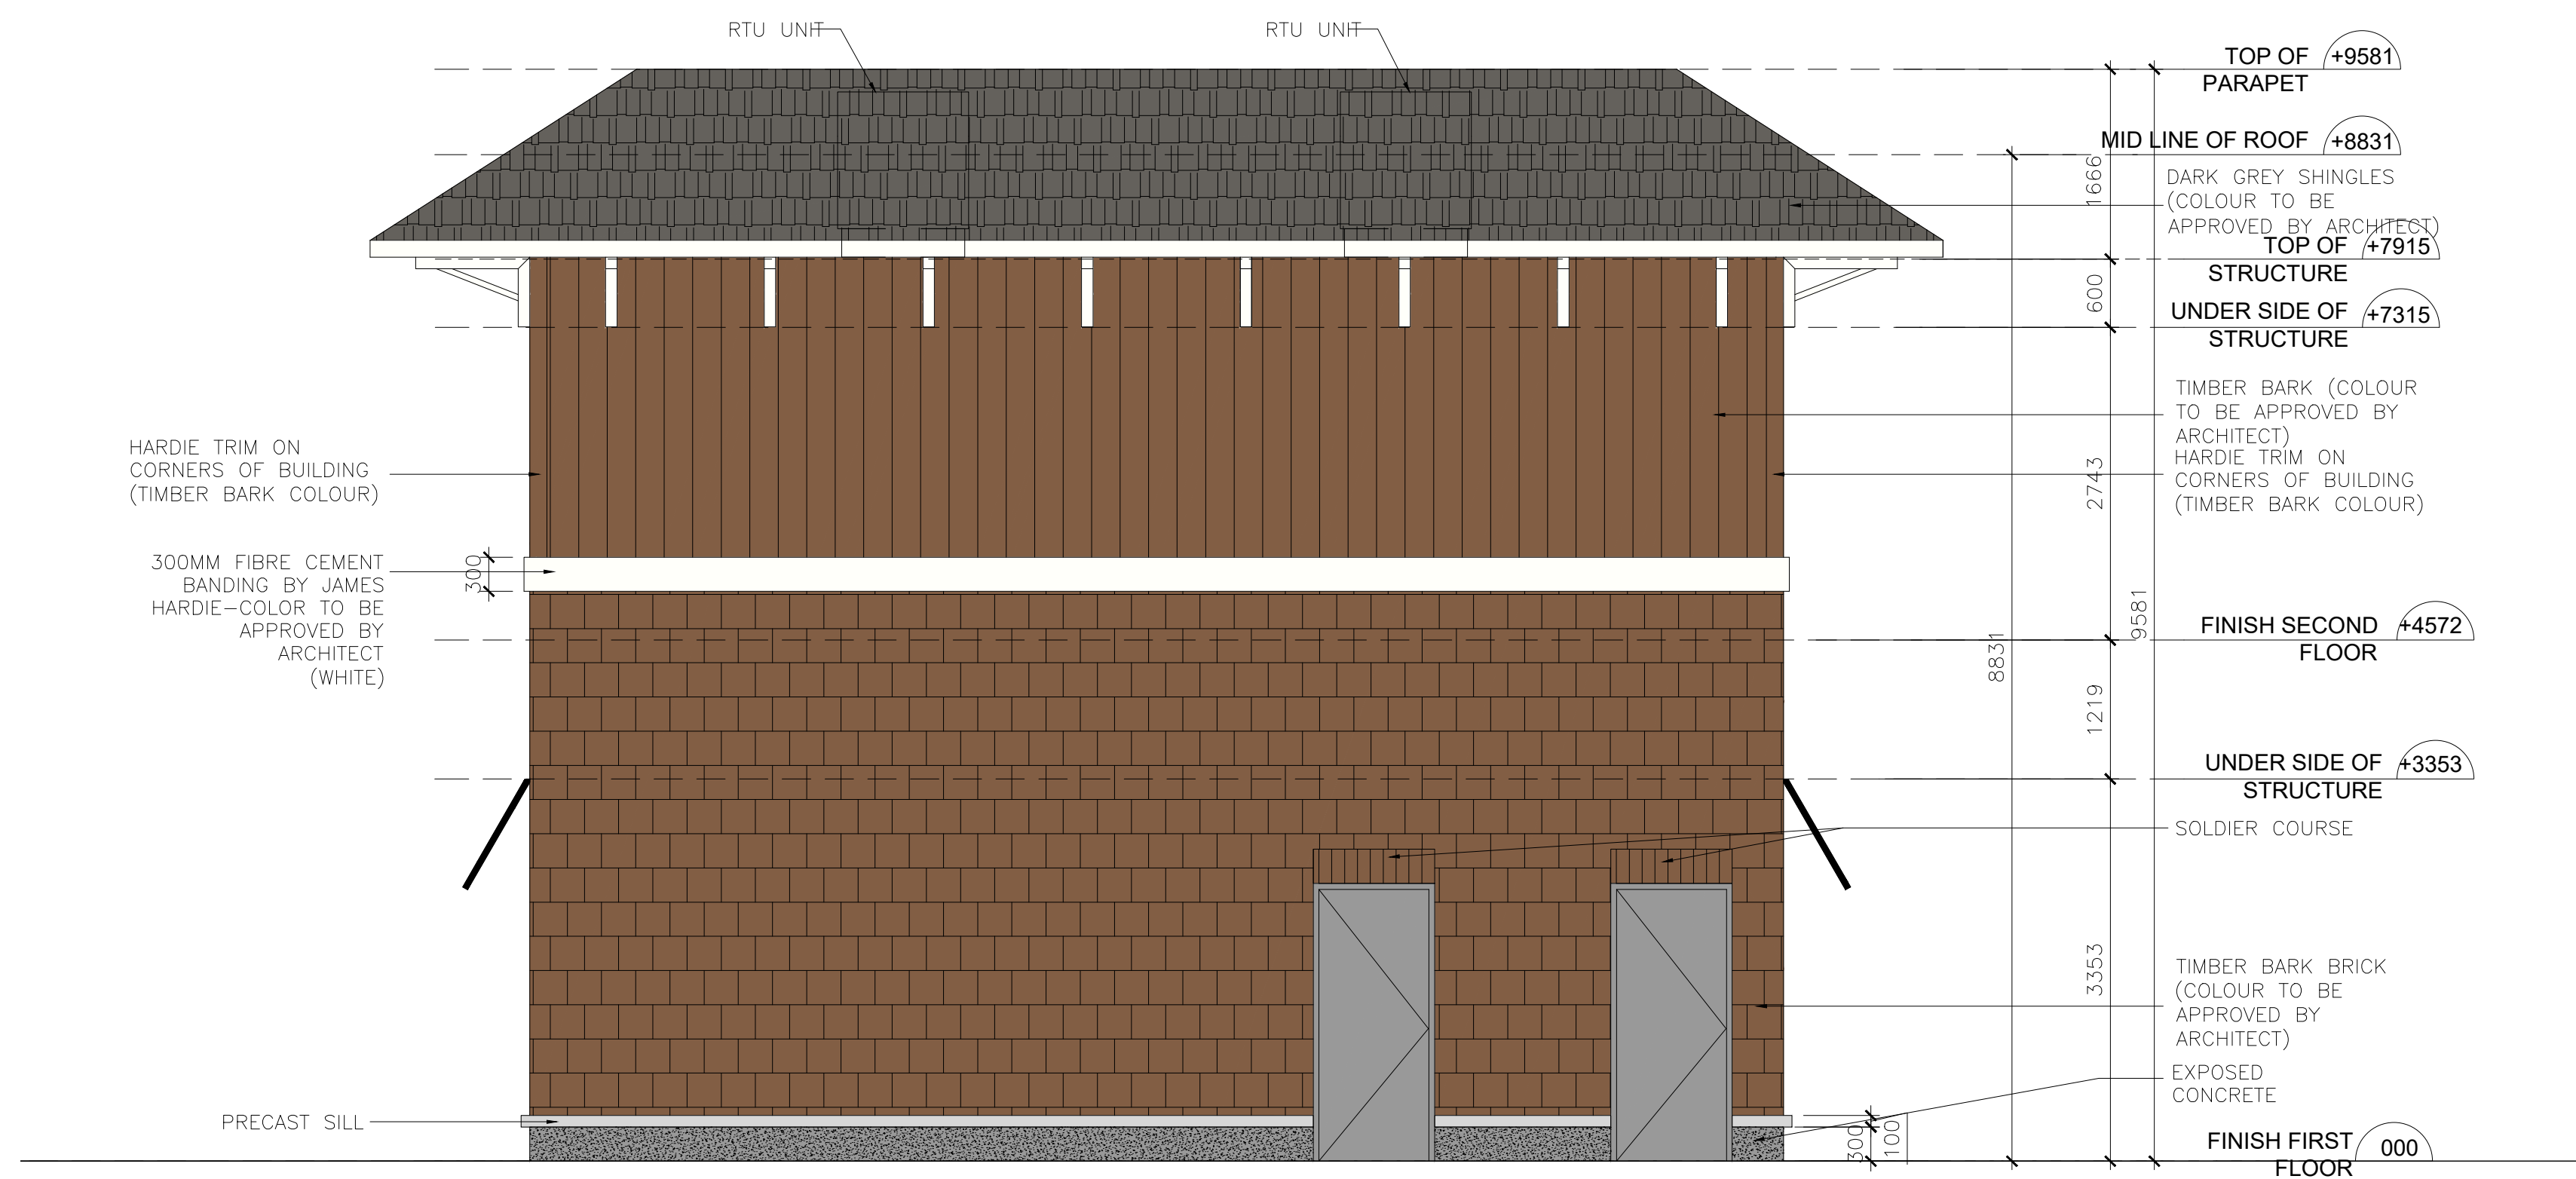 RTU UNIT
RTU UNIT
TOP OF
PARAPET
+9581
MID LINE OF ROOF
+8831
1666
DARK GREY SHINGLES
(COLOUR TO BE
APPROVED BY ARCHITECT)
TOP OF
STRUCTURE
+7915
600
UNDER SIDE OF
STRUCTURE
+7315
TIMBER BARK (COLOUR
TO BE APPROVED BY
ARCHITECT)
HARDIE TRIM ON
CORNERS OF BUILDING
(TIMBER BARK COLOUR)
2743
HARDIE TRIM ON
CORNERS OF BUILDING
(TIMBER BARK COLOUR)
300MM FIBRE CEMENT
BANDING BY JAMES
HARDIE-COLOR TO BE
APPROVED BY
ARCHITECT
(WHITE)
300
9581
8831
FINISH SECOND
FLOOR
+4572
1219
UNDER SIDE OF
STRUCTURE
+3353
SOLDIER COURSE
3353
TIMBER BARK BRICK
(COLOUR TO BE
APPROVED BY
ARCHITECT)
EXPOSED
CONCRETE
PRECAST SILL
300
100
FINISH FIRST
FLOOR
000